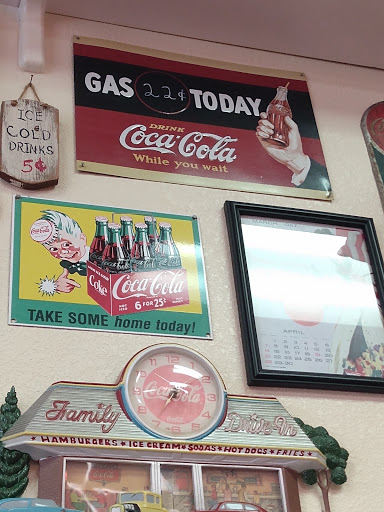 GAS 22¢ TODAY
DRINK
Coca-Cola
While you wait
ICE
COLD
DRINKS
5¢
Coca-Cola
Coke
Coca-Cola
6 FOR 25¢
TAKE SOME home today!
APRIL
Coca-Cola
Family Drive-In
HAMBURGERS ★ ICE CREAM ★ SODAS ★ HOT DOGS ★ FRIES ★